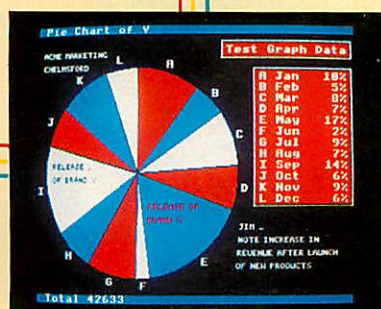 Pie Chart of V
Test Graph Data
ACME MARKETING
CHELMSFORD
A
B
C
D
E
F
G
H
I
J
K
L
RELEASE
OF BRAND
RELEASE OF
BRAND
A Jan 10%
B Feb 5%
C Mar 8%
D Apr 7%
E May 17%
F Jun 2%
G Jul 9%
H Aug 7%
I Sep 14%
J Oct 6%
K Nov 9%
L Dec 6%
JIM _
NOTE INCREASE IN
REVENUE AFTER LAUNCH
OF NEW PRODUCTS
Total 42633